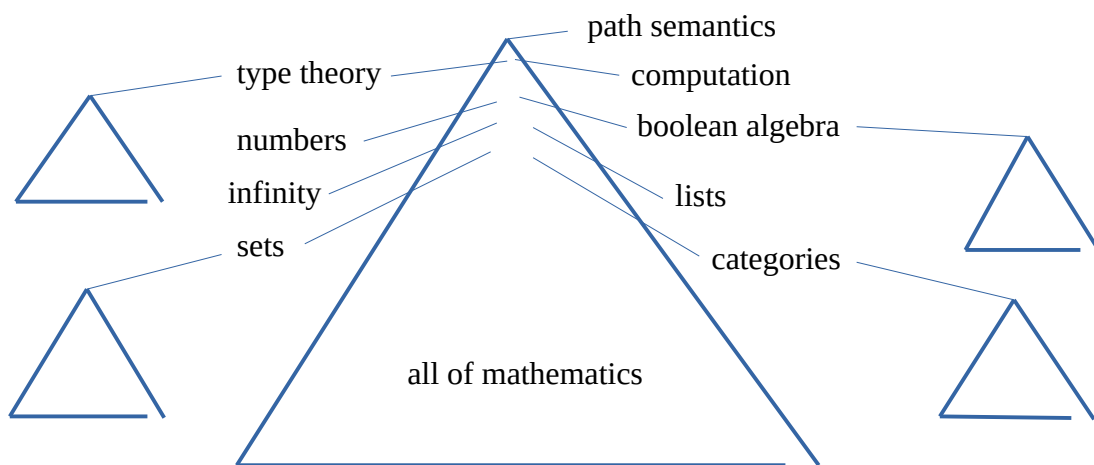 path semantics
type theory
computation
numbers
boolean algebra
infinity
lists
sets
categories
all of mathematics